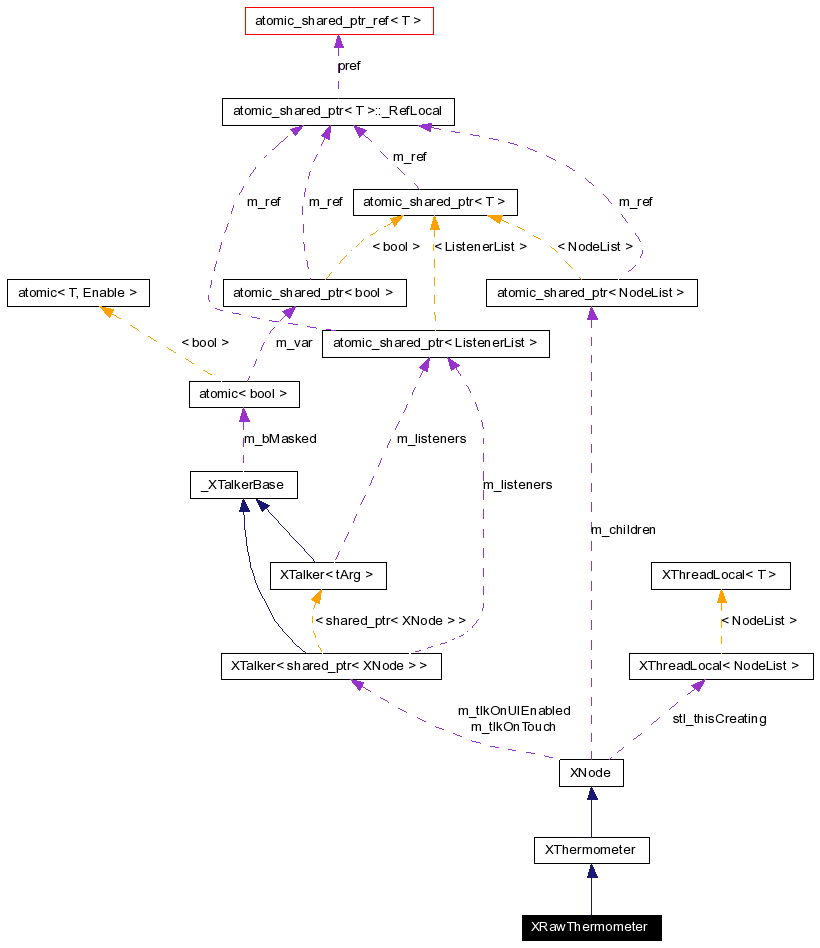 atomic_shared_ptr_ref< T >
pref
atomic_shared_ptr< T >::_RefLocal
m_ref
atomic_shared_ptr< T >
m_ref
m_ref
m_ref
< bool >
< ListenerList >
< NodeList >
atomic< T, Enable >
atomic_shared_ptr< bool >
atomic_shared_ptr< NodeList >
< bool >
m_var
atomic_shared_ptr< ListenerList >
atomic< bool >
m_bMasked
m_listeners
_XTalkerBase
m_listeners
m_children
XTalker< tArg >
XThreadLocal< T >
< shared_ptr< XNode > >
< NodeList >
XTalker< shared_ptr< XNode > >
XThreadLocal< NodeList >
m_tlkOnUIEnabled
m_tlkOnTouch
stl_thisCreating
XNode
XThermometer
XRawThermometer